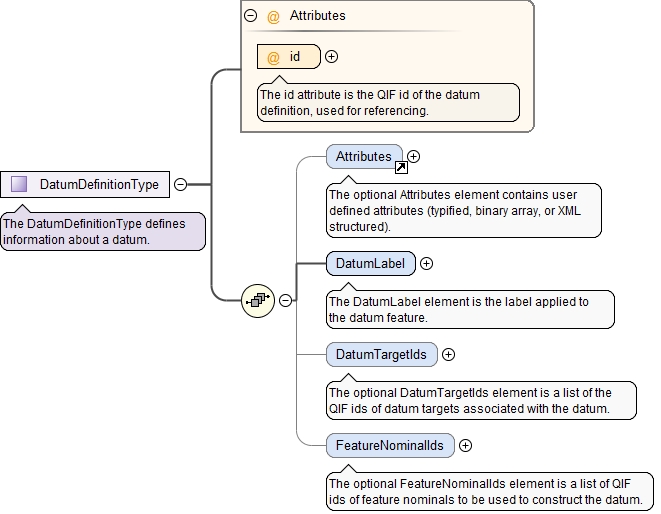 @ Attributes
@ id
The id attribute is the QIF id of the datum
definition, used for referencing.
DatumDefinitionType
The DatumDefinitionType defines
information about a datum.
Attributes
The optional Attributes element contains user
defined attributes (typified, binary array, or XML
structured).
DatumLabel
The DatumLabel element is the label applied to
the datum feature.
DatumTargetIds
The optional DatumTargetIds element is a list of the
QIF ids of datum targets associated with the datum.
FeatureNominalIds
The optional FeatureNominalIds element is a list of QIF
ids of feature nominals to be used to construct the datum.